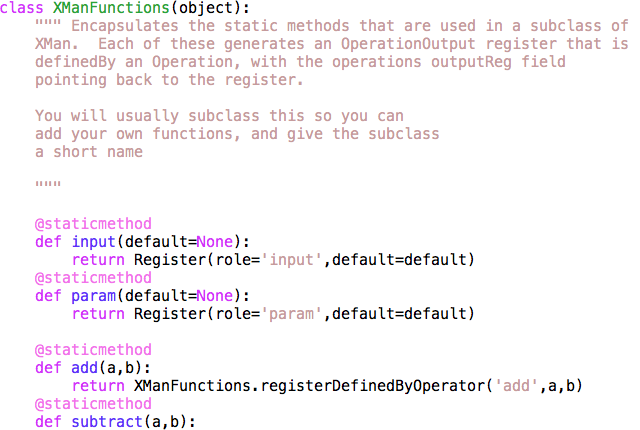 class XManFunctions(object):
    """ Encapsulates the static methods that are used in a subclass of
    XMan.  Each of these generates an OperationOutput register that is
    definedBy an Operation, with the operations outputReg field
    pointing back to the register.

    You will usually subclass this so you can
    add your own functions, and give the subclass
    a short name

    """

    @staticmethod
    def input(default=None):
        return Register(role='input',default=default)
    @staticmethod
    def param(default=None):
        return Register(role='param',default=default)

    @staticmethod
    def add(a,b):
        return XManFunctions.registerDefinedByOperator('add',a,b)
    @staticmethod
    def subtract(a,b):